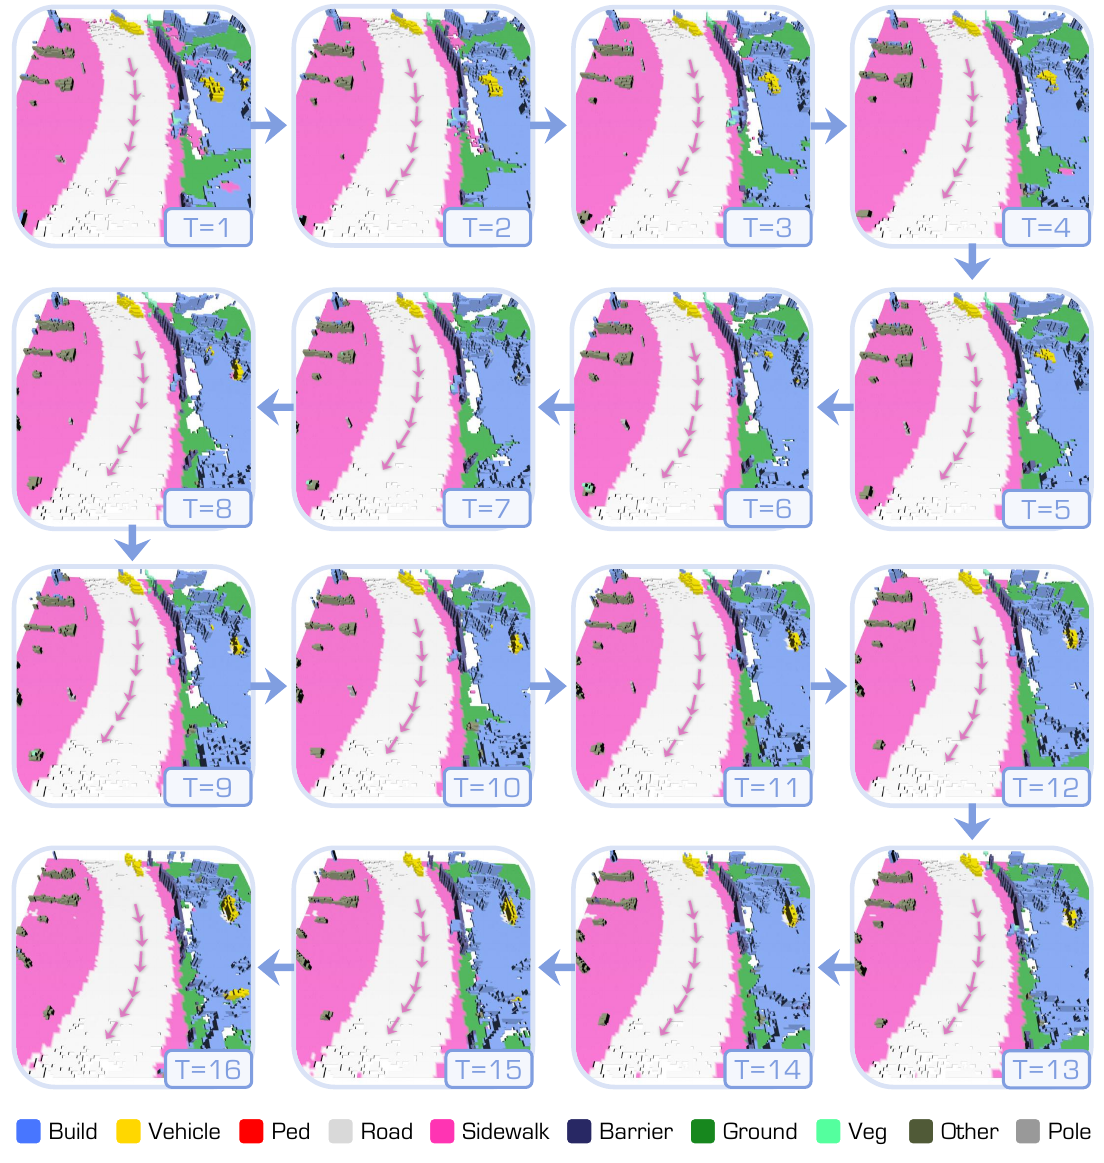 T=1
T=2
T=3
T=4
T=8
T=7
T=6
T=5
T=9
T=10
T=11
T=12
T=16
T=15
T=14
T=13
Build Vehicle Ped Road Sidewalk Barrier Ground Veg Other Pole